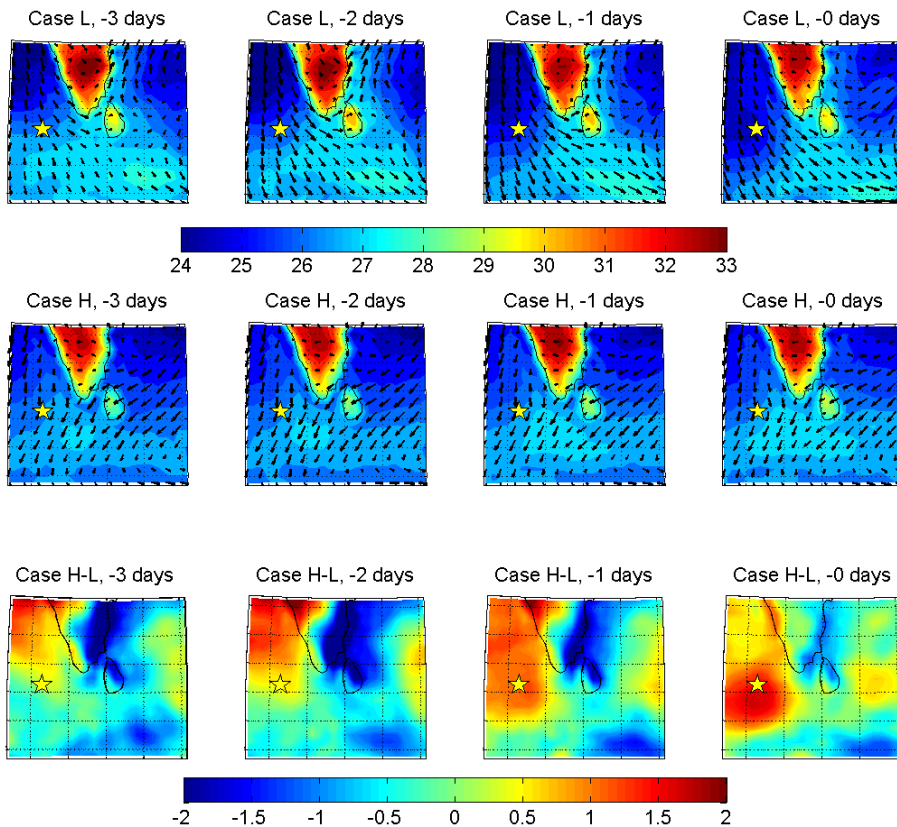 Case L, -3 days Case L, -2 days Case L, -1 days Case L, -0 days
24 25 26 27 28 29 30 31 32 33
Case H, -3 days Case H, -2 days Case H, -1 days Case H, -0 days
Case H-L, -3 days Case H-L, -2 days Case H-L, -1 days Case H-L, -0 days
-2 -1.5 -1 -0.5 0 0.5 1 1.5 2